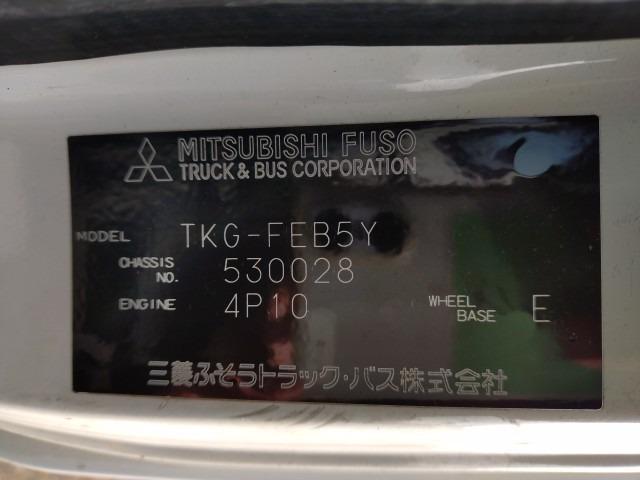 MITSUBISHI FUSO
TRUCK & BUS CORPORATION
MODEL TKG-FEB5Y
CHASSIS NO. 530028
ENGINE 4P10 WHEEL BASE E
三菱ふそうトラック・バス株式会社